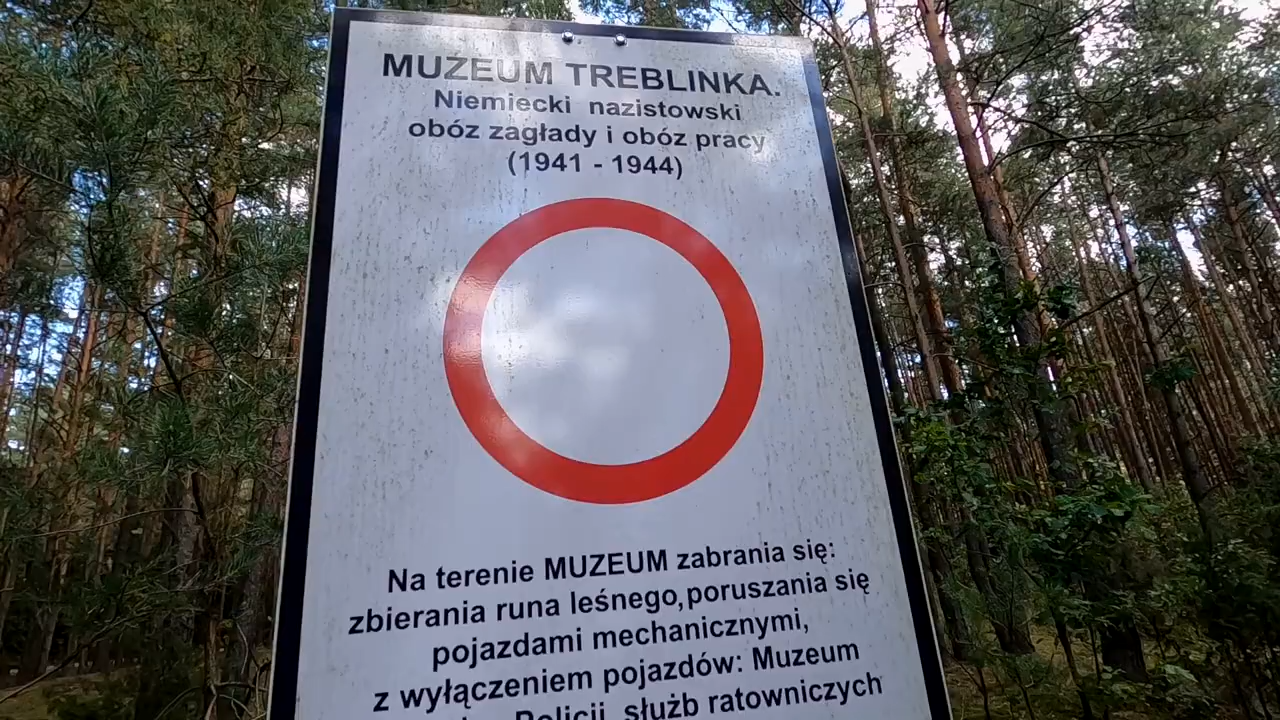 MUZEUM TREBLINKA.
Niemiecki nazistowski
obóz zagłady i obóz pracy
(1941 - 1944)
Na terenie MUZEUM zabrania się:
zbierania runa leśnego, poruszania się
pojazdami mechanicznymi,
z wyłączeniem pojazdów: Muzeum
Policji, służb ratowniczych